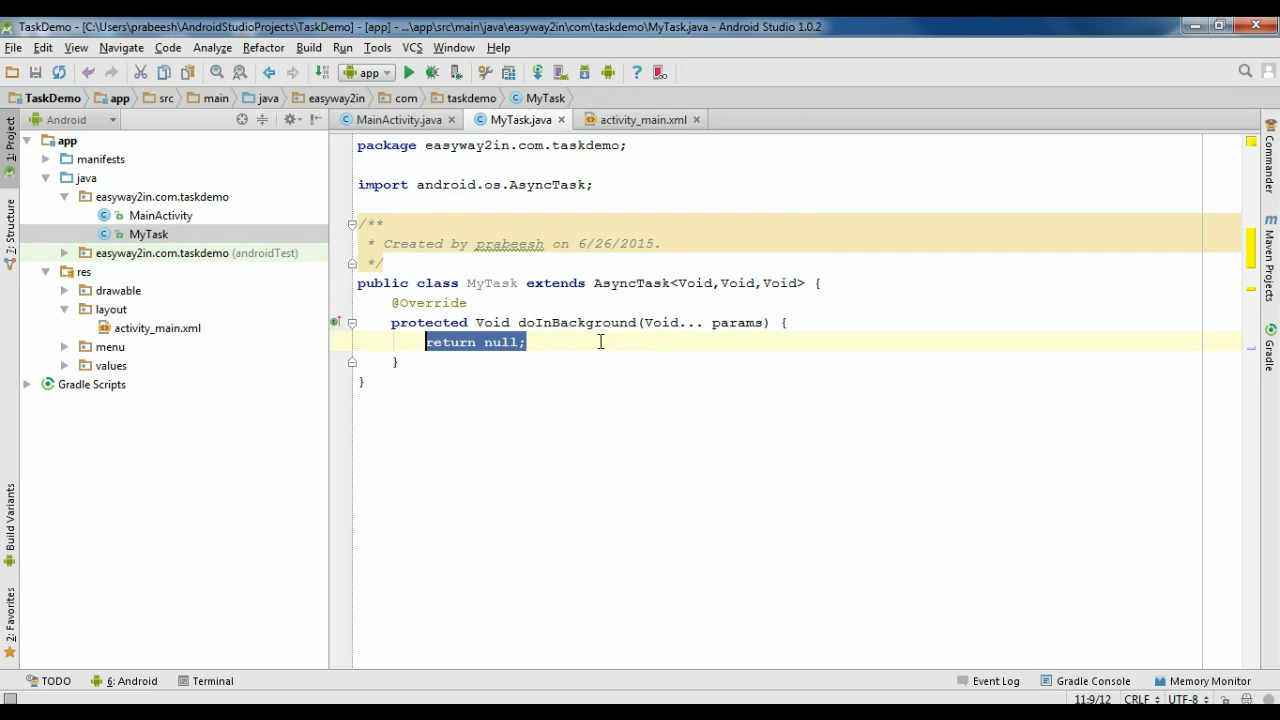 TaskDemo - [C:\Users\prabeesh\AndroidStudioProjects\TaskDemo] - [app] - ...\app\src\main\java\easyway2in\com\taskdemo\MyTask.java - Android Studio 1.0.2
File Edit View Navigate Code Analyze Refactor Build Run Tools VCS Window Help
app
TaskDemo app src main java easyway2in com taskdemo MyTask
Android
MainActivity.java MyTask.java activity_main.xml
1: Project
7: Structure
Build Variants
2: Favorites
app
manifests
java
easyway2in.com.taskdemo
MainActivity
MyTask
easyway2in.com.taskdemo (androidTest)
res
drawable
layout
activity_main.xml
menu
values
Gradle Scripts
package easyway2in.com.taskdemo;
import android.os.AsyncTask;
/**
* Created by prabeesh on 6/26/2015.
*/
public class MyTask extends AsyncTask<Void,Void,Void> {
@Override
protected Void doInBackground(Void... params) {
return null;
}
}
Commander
Maven Projects
Gradle
TODO 6: Android Terminal Event Log Gradle Console Memory Monitor
11:9/12 CRLF UTF-8